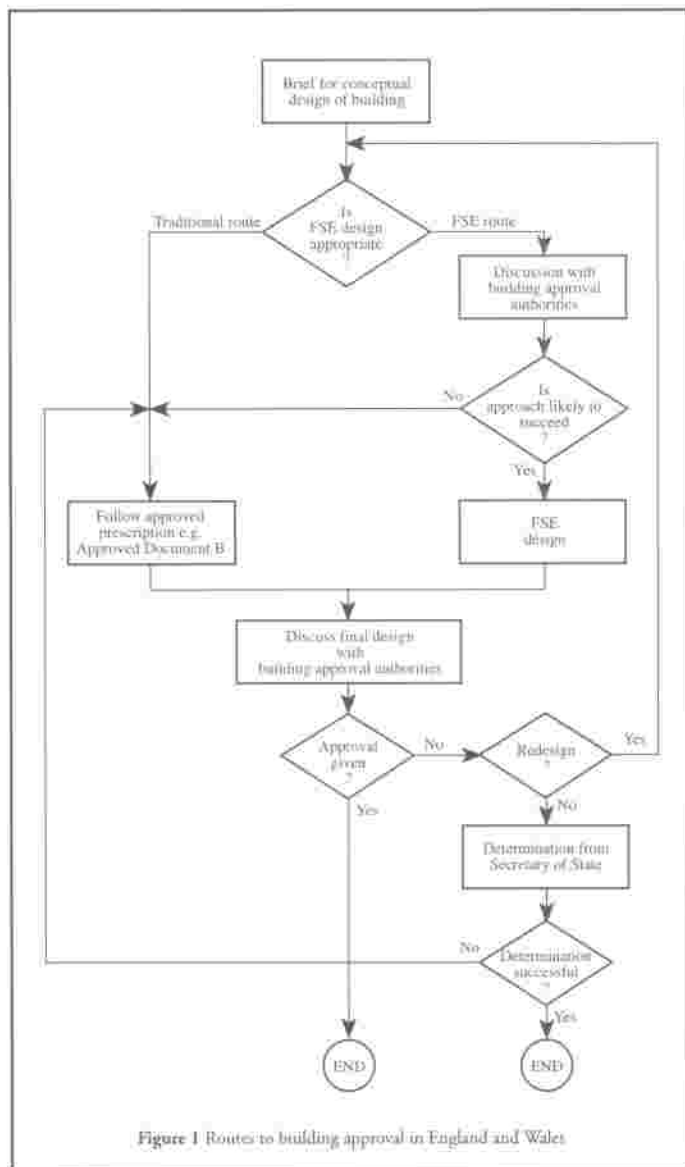 Brief for conceptual
design of building
Traditional route
Is
FSE design
appropriate
?
FSE route
Discussion with
building approval
authorities
No
Is
approach likely to
succeed
?
Yes
Follow approved
prescription e.g.
Approved Document B
FSE
design
Discuss final design
with
building approval authorities
Approval
given
?
No
Redesign
?
Yes
Yes
No
Determination from
Secretary of State
No
Determination
successful
?
Yes
END
END
Figure 1 Routes to building approval in England and Wales